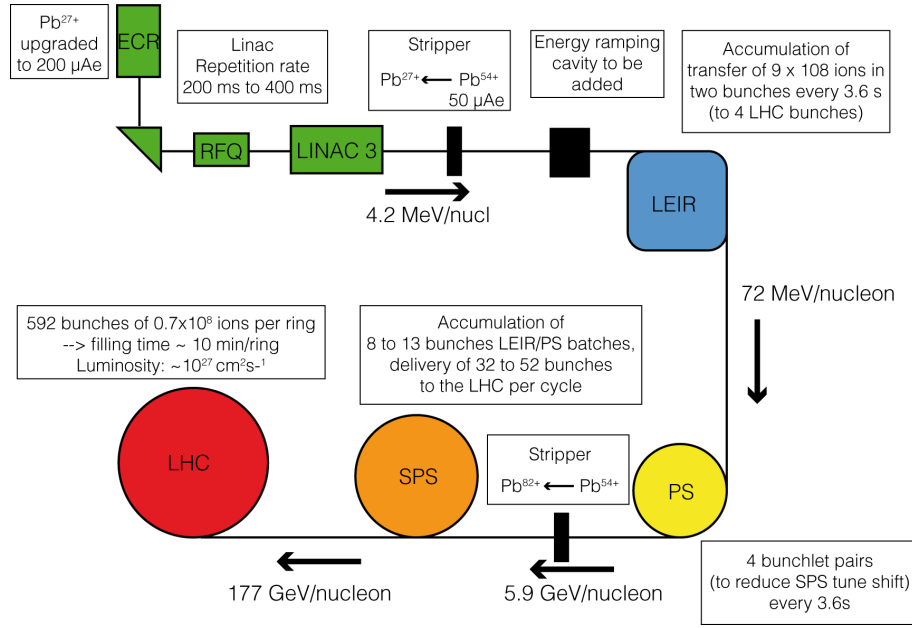 Pb²⁷⁺
upgraded
to 200 µAe
ECR
Linac
Repetition rate
200 ms to 400 ms
Stripper
Pb²⁷⁺ ← Pb⁵⁴⁺
50 µAe
Energy ramping
cavity to be
added
Accumulation of
transfer of 9 x 108 ions in
two bunches every 3.6 s
(to 4 LHC bunches)
RFQ
LINAC 3
4.2 MeV/nucl
LEIR
72 MeV/nucleon
592 bunches of 0.7x10⁸ ions per ring
--> filling time ~ 10 min/ring
Luminosity: ~10²⁷ cm²s-¹
Accumulation of
8 to 13 bunches LEIR/PS batches,
delivery of 32 to 52 bunches
to the LHC per cycle
LHC
SPS
Stripper
Pb⁸²⁺ ← Pb⁵⁴⁺
PS
177 GeV/nucleon
5.9 GeV/nucleon
4 bunchlet pairs
(to reduce SPS tune shift)
every 3.6s